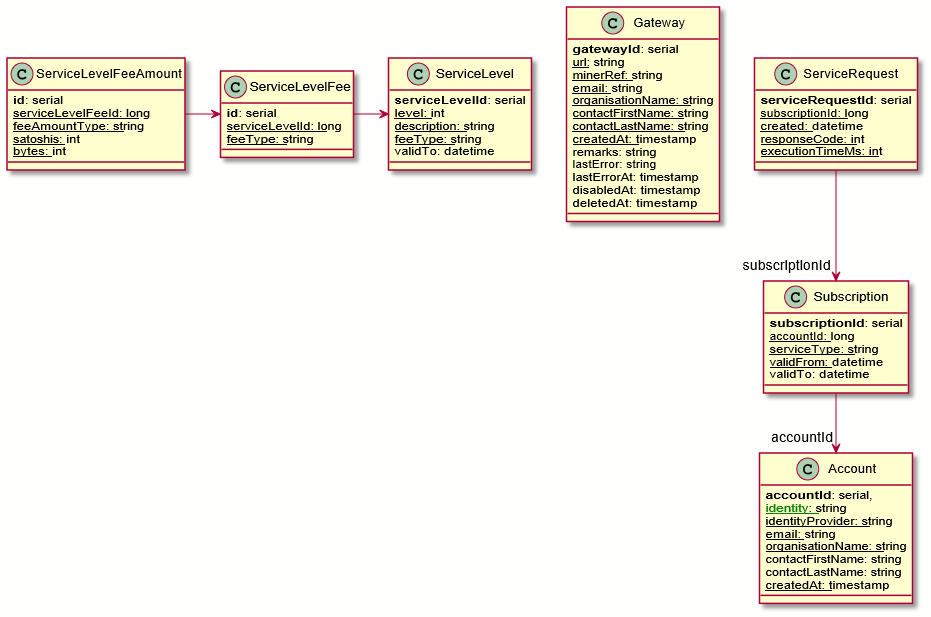 C ServiceLevelFeeAmount
id: serial
serviceLevelFeeId: long
feeAmountType: string
satoshis: int
bytes: int
C ServiceLevelFee
id: serial
serviceLevelId: long
feeType: string
C ServiceLevel
serviceLevelId: serial
level: int
description: string
feeType: string
validTo: datetime
C Gateway
gatewayId: serial
url: string
minerRef: string
email: string
organisationName: string
contactFirstName: string
contactLastName: string
createdAt: timestamp
remarks: string
lastError: string
lastErrorAt: timestamp
disabledAt: timestamp
deletedAt: timestamp
C ServiceRequest
serviceRequestId: serial
subscriptionId: long
created: datetime
responseCode: int
executionTimeMs: int
subscriptionId
C Subscription
subscriptionId: serial
accountId: long
serviceType: string
validFrom: datetime
validTo: datetime
accountId
C Account
accountId: serial,
identity: string
identityProvider: string
email: string
organisationName: string
contactFirstName: string
contactLastName: string
createdAt: timestamp